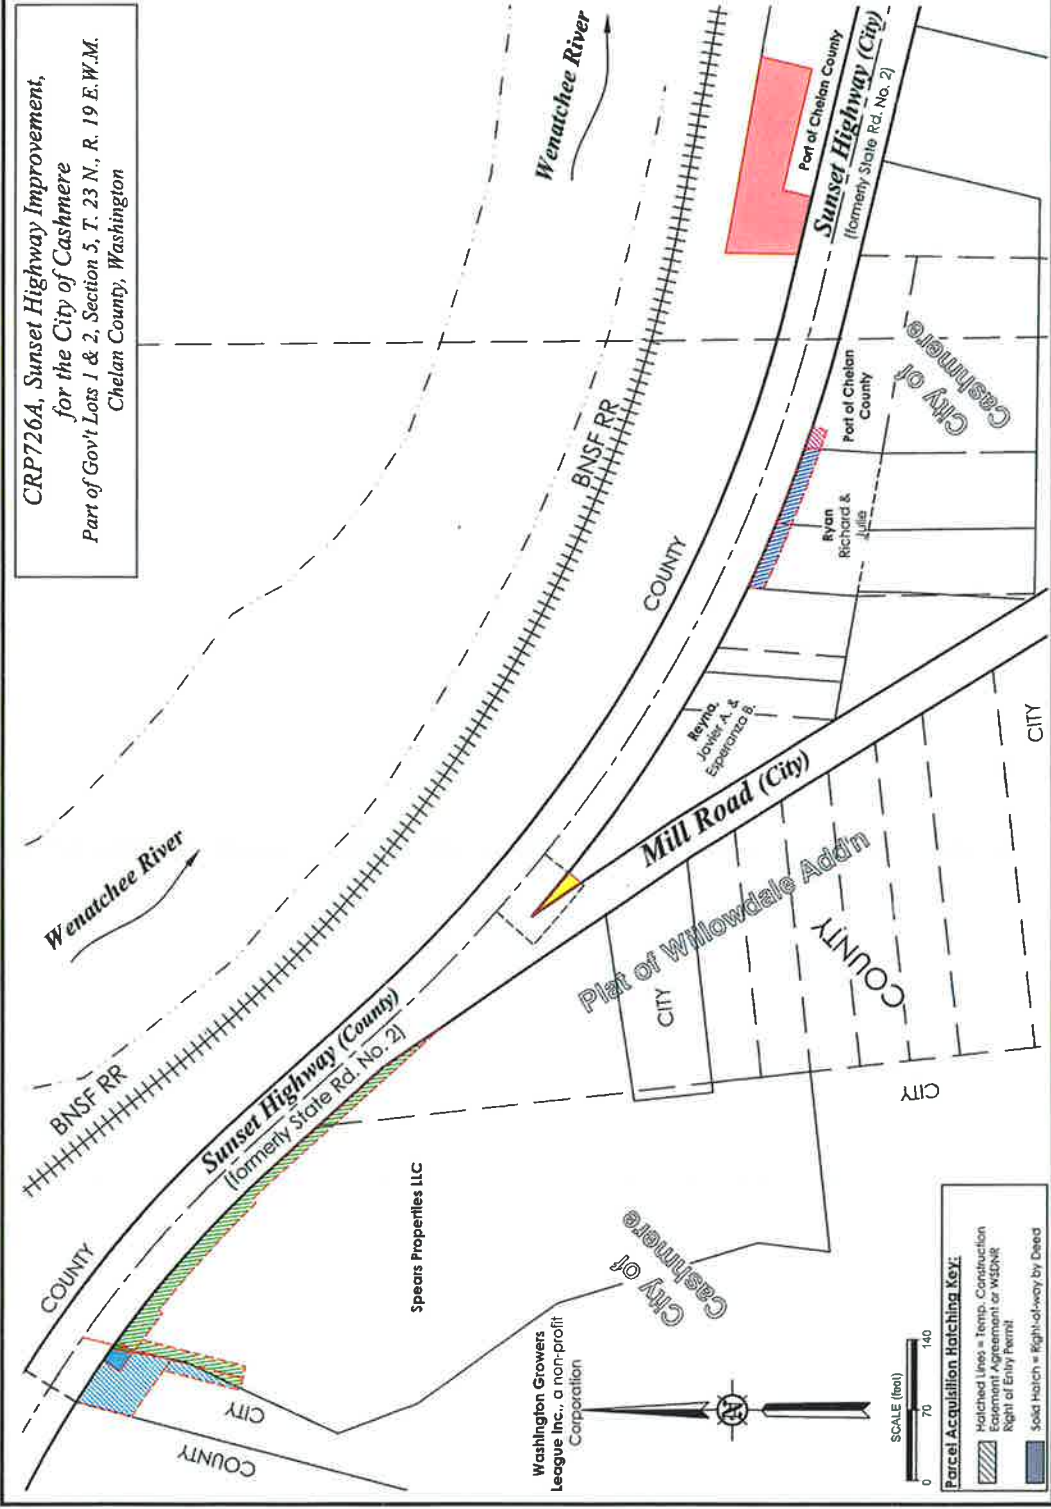 CRP726A, Sunset Highway Improvement,
for the City of Cashmere
Part of Gov't Lots 1 & 2, Section 5, T. 23 N., R. 19 E.W.M.
Chelan County, Washington
Wenatchee River
Wenatchee River
BNSF RR
BNSF RR
COUNTY
COUNTY
Sunset Highway (County)
(formerly State Rd. No. 2)
Sunset Highway (City)
(formerly State Rd. No. 2)
Port of Chelan County
Port of Chelan
County
City of
Cashmere
Ryan
Richard &
Julie
Reyna,
Javier A. &
Esperanza B.
Mill Road (City)
Plat of Willowdale Add'n
CITY
COUNTY
CITY
CITY
Spears Properties LLC
City of
Cashmere
Washington Growers
League Inc., a non-profit
Corporation
CITY
COUNTY
N
SCALE (feet)
0 70 140
Parcel Acquisition Hatching Key:
Hatched Lines = Temp. Construction
Easement Agreement or WSDNR
Right of Entry Permit
Solid Hatch = Right-of-way by Deed